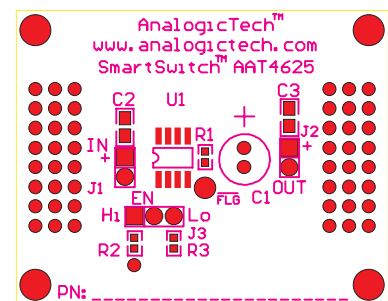 AnalogicTech™
www.analogictech.com
SmartSwitch™ AAT4625
C2 U1 C3
R1 J2
IN + +
J1 FLG C1 OUT
EN
Hi Lo
J3
R2 R3
PN: